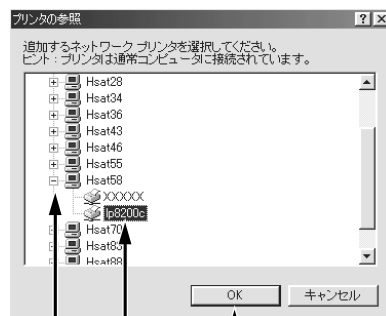 プリンタの参照
追加するネットワーク プリンタを選択してください。
ヒント : プリンタは通常コンピュータに接続されています。
Hsat28
Hsat34
Hsat36
Hsat43
Hsat46
Hsat55
Hsat58
XXXXX
lp8200c
Hsat70
Hsat83
Hsat88
OK
キャンセル